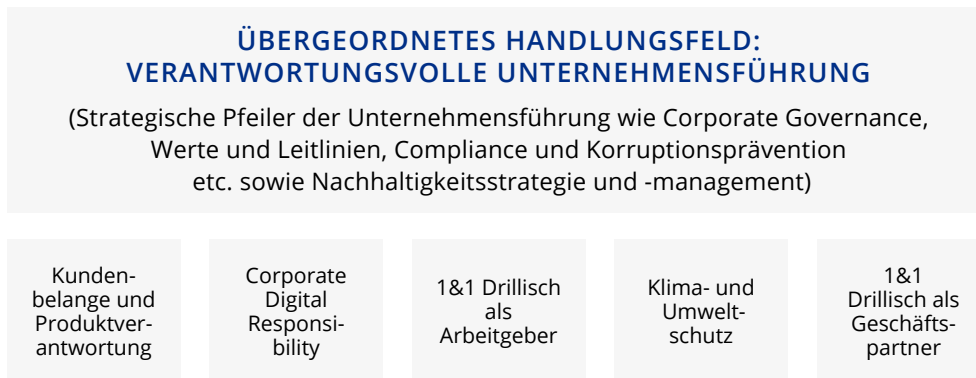 ÜBERGEORDNETES HANDLUNGSFELD:
VERANTWORTUNGSVOLLE UNTERNEHMENSFÜHRUNG
(Strategische Pfeiler der Unternehmensführung wie Corporate Governance,
Werte und Leitlinien, Compliance und Korruptionsprävention
etc. sowie Nachhaltigkeitsstrategie und -management)
Kunden-
belange und
Produktver-
antwortung
Corporate
Digital
Responsi-
bility
1&1 Drillisch
als
Arbeitgeber
Klima- und
Umwelt-
schutz
1&1
Drillisch als
Geschäfts-
partner